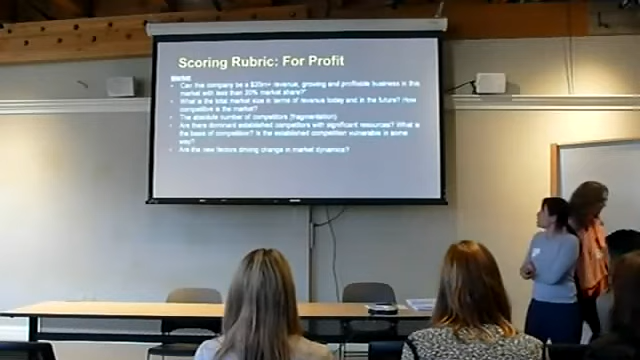 Scoring Rubric: For Profit
Market
• Can this company be a $20m+ revenue, growing and profitable business in this
market with less than 20% market share?"
• What is the total market size in terms of revenue today and in the future? How
competitive is the market?
• The absolute number of competitors (fragmentation)
• Are there dominant established competitors with significant resources? What is
the basis of competition? Is the established competition vulnerable in some
way?
• Are the new factors driving change in market dynamics?